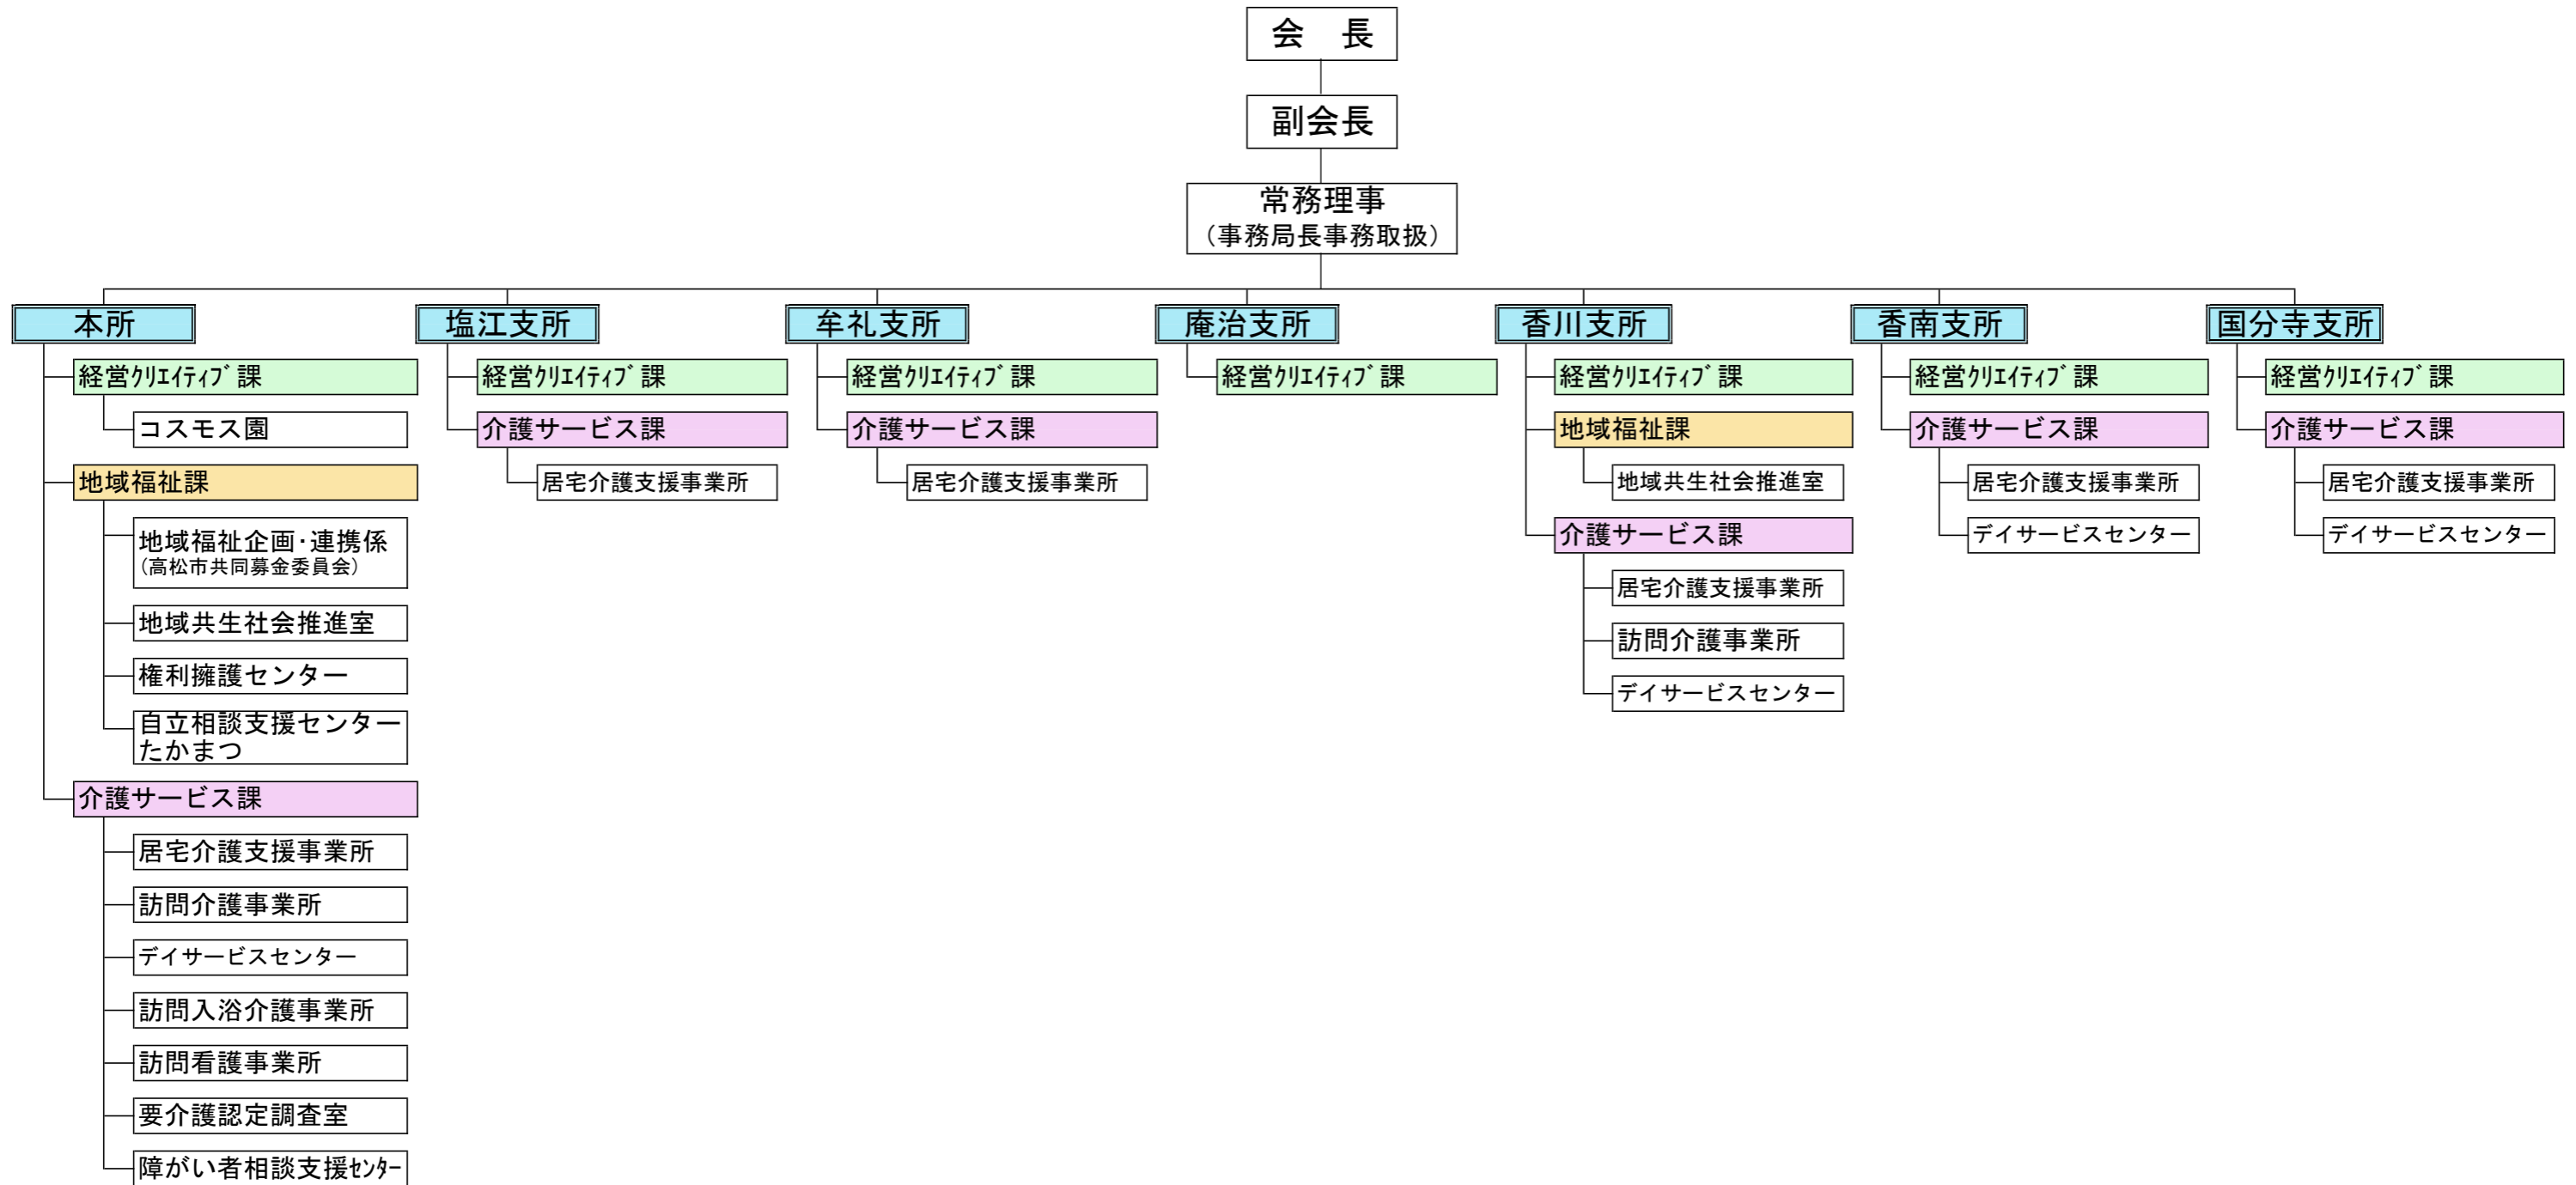 会　長
副会長
常務理事
（事務局長事務取扱）
本所
経営ｸﾘｴｲﾃｨﾌﾞ課
コスモス園
地域福祉課
地域福祉企画･連携係
（高松市共同募金委員会）
地域共生社会推進室
権利擁護センター
自立相談支援センター
たかまつ
介護サービス課
居宅介護支援事業所
訪問介護事業所
デイサービスセンター
訪問入浴介護事業所
訪問看護事業所
要介護認定調査室
障がい者相談支援ｾﾝﾀｰ
塩江支所
経営ｸﾘｴｲﾃｨﾌﾞ課
介護サービス課
居宅介護支援事業所
牟礼支所
経営ｸﾘｴｲﾃｨﾌﾞ課
介護サービス課
居宅介護支援事業所
庵治支所
経営ｸﾘｴｲﾃｨﾌﾞ課
香川支所
経営ｸﾘｴｲﾃｨﾌﾞ課
地域福祉課
地域共生社会推進室
介護サービス課
居宅介護支援事業所
訪問介護事業所
デイサービスセンター
香南支所
経営ｸﾘｴｲﾃｨﾌﾞ課
介護サービス課
居宅介護支援事業所
デイサービスセンター
国分寺支所
経営ｸﾘｴｲﾃｨﾌﾞ課
介護サービス課
居宅介護支援事業所
デイサービスセンター